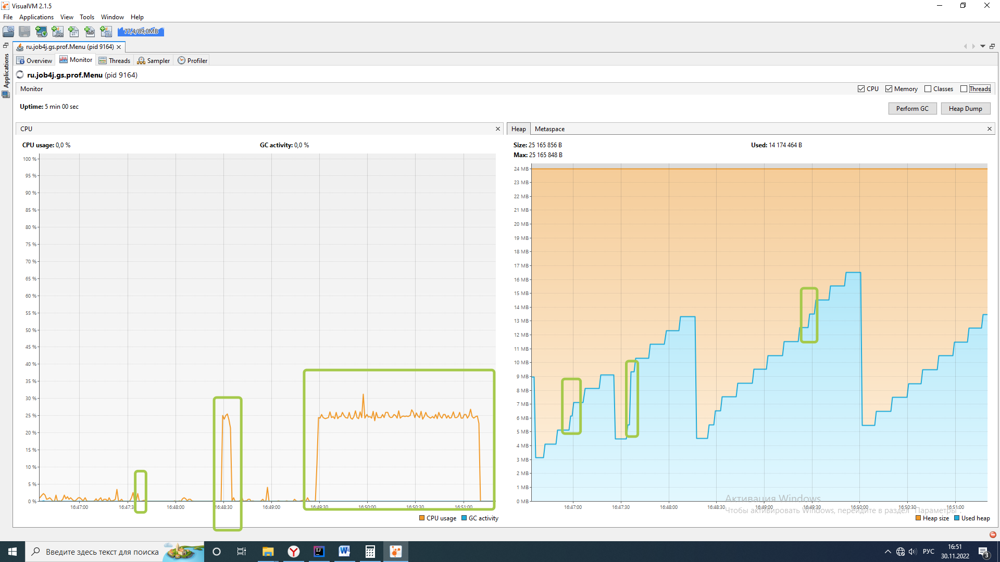 VisualVM 2.1.5
File Applications View Tools Window Help
77,4/89,0MB
ru.job4j.gs.prof.Menu (pid 9164)
Applications
Overview Monitor Threads Sampler Profiler
ru.job4j.gs.prof.Menu (pid 9164)
Monitor CPU Memory Classes Threads
Uptime: 5 min 00 sec
Perform GC Heap Dump
CPU
CPU usage: 0,0 % GC activity: 0,0 %
100 %
95 %
90 %
85 %
80 %
75 %
70 %
65 %
60 %
55 %
50 %
45 %
40 %
35 %
30 %
25 %
20 %
15 %
10 %
5 %
0 %
16:47:00 16:47:30 16:48:00 16:48:30 16:49:00 16:49:30 16:50:00 16:50:30 16:51:00
CPU usage GC activity
Heap Metaspace
Size: 25 165 856 B Used: 14 174 464 B
Max: 25 165 848 B
24 MB
23 MB
22 MB
21 MB
20 MB
19 MB
18 MB
17 MB
16 MB
15 MB
14 MB
13 MB
12 MB
11 MB
10 MB
9 MB
8 MB
7 MB
6 MB
5 MB
4 MB
3 MB
2 MB
1 MB
0 MB
16:47:00 16:47:30 16:48:00 16:48:30 16:49:00 16:49:30 16:50:00 16:50:30 16:51:00
Активация Windows
Чтобы активировать Windows, перейдите в раздел "Параметры".
Heap size Used heap
Введите здесь текст для поиска
РУС
16:51
30.11.2022
3